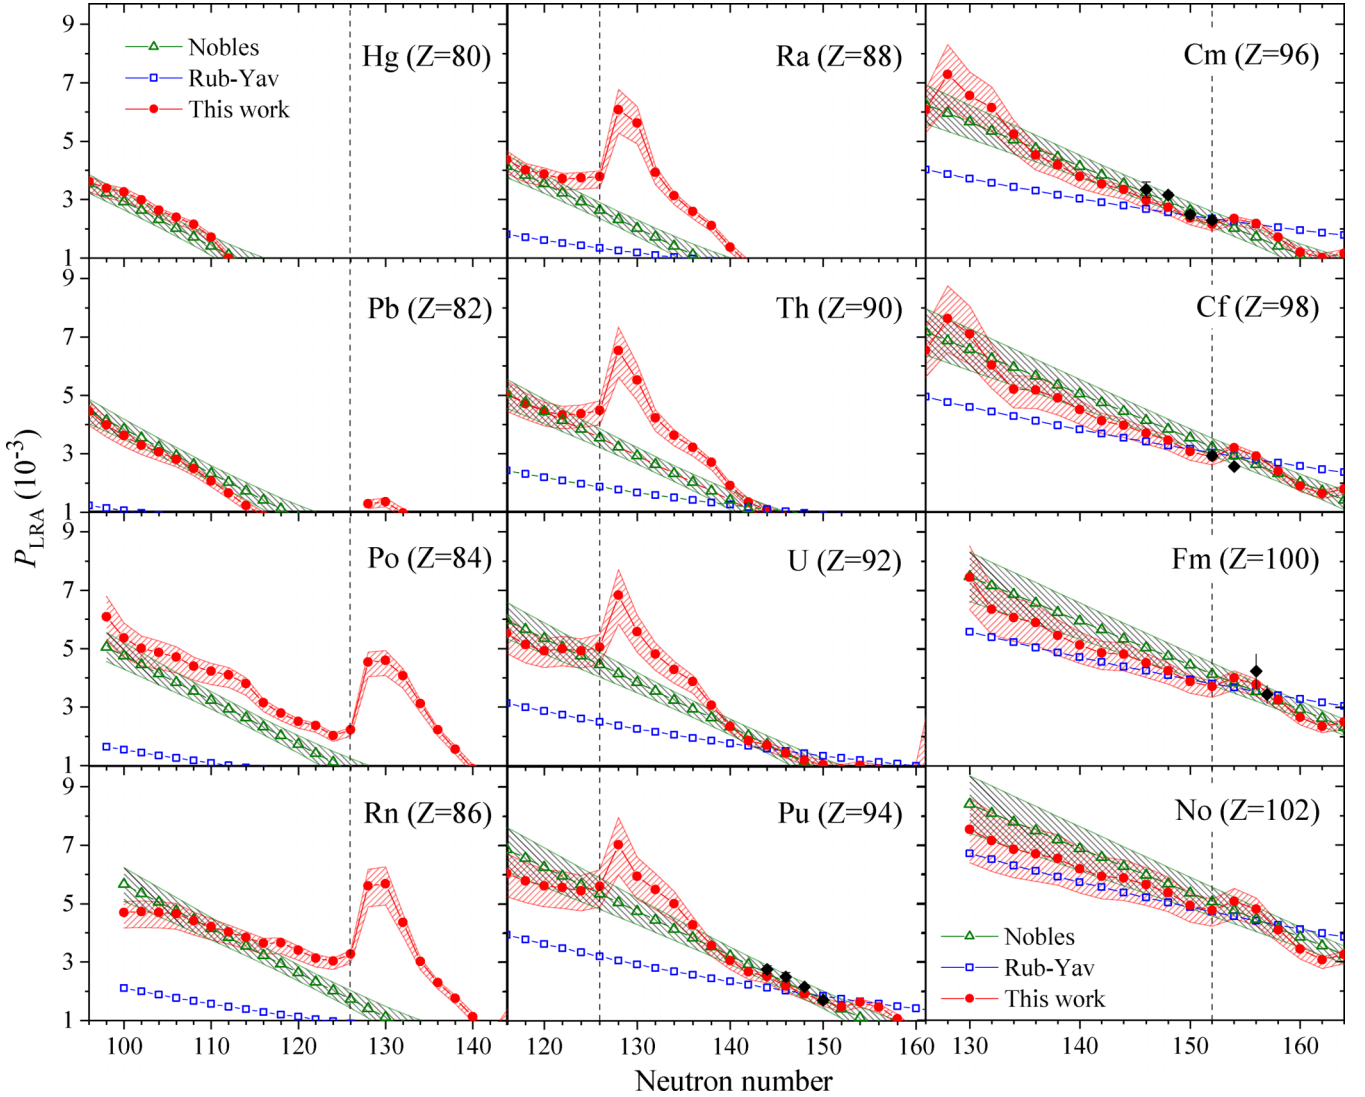 9
7
5
3
1
Nobles
Rub-Yav
This work
Hg (Z=80)
Ra (Z=88)
Cm (Z=96)
9
7
5
3
1
Pb (Z=82)
Th (Z=90)
Cf (Z=98)
P_LRA (10⁻³)
9
7
5
3
1
Po (Z=84)
U (Z=92)
Fm (Z=100)
9
7
5
3
1
Rn (Z=86)
Pu (Z=94)
No (Z=102)
Nobles
Rub-Yav
This work
100 110 120 130 140
120 130 140 150 160
130 140 150 160
Neutron number